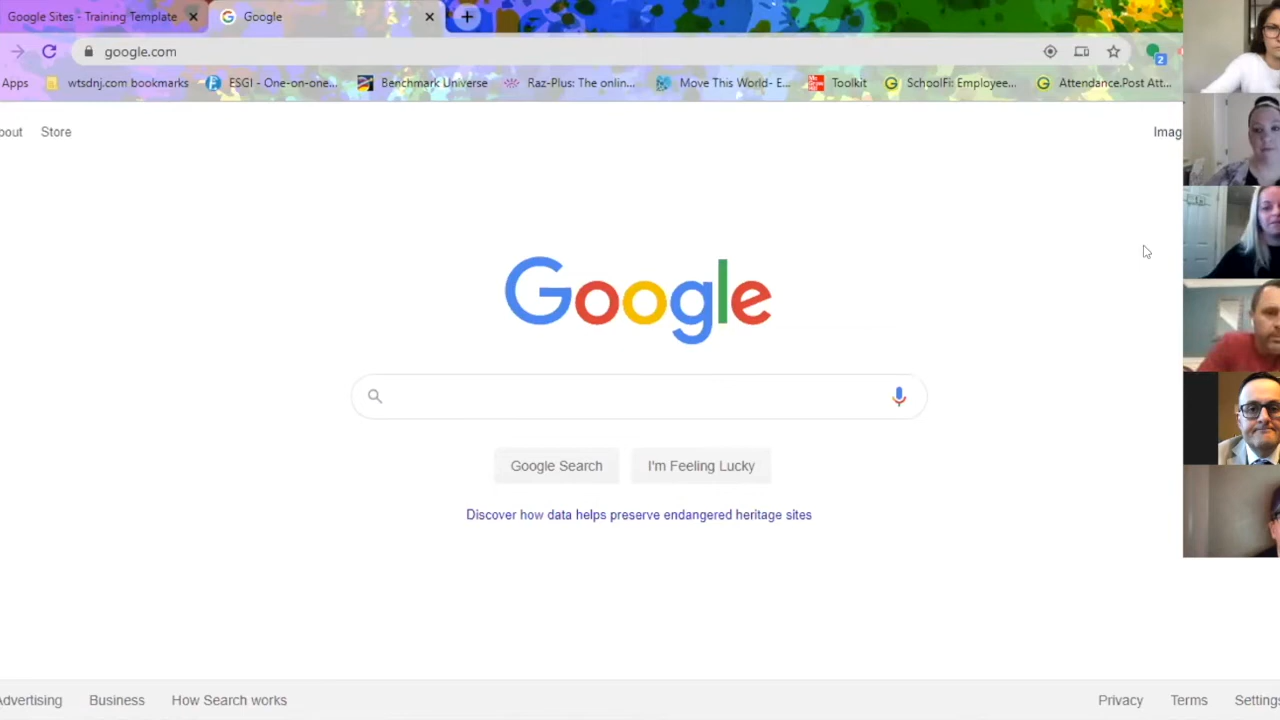 Google Sites - Training Template
Google
google.com
Apps
wtsdnj.com bookmarks
ESGI - One-on-one...
Benchmark Universe
Raz-Plus: The onlin...
Move This World- E...
Toolkit
SchoolFi: Employee...
Attendance.Post Att...
2
bout Store
Imag
Google
Google Search
I'm Feeling Lucky
Discover how data helps preserve endangered heritage sites
Advertising Business How Search works
Privacy Terms Settings